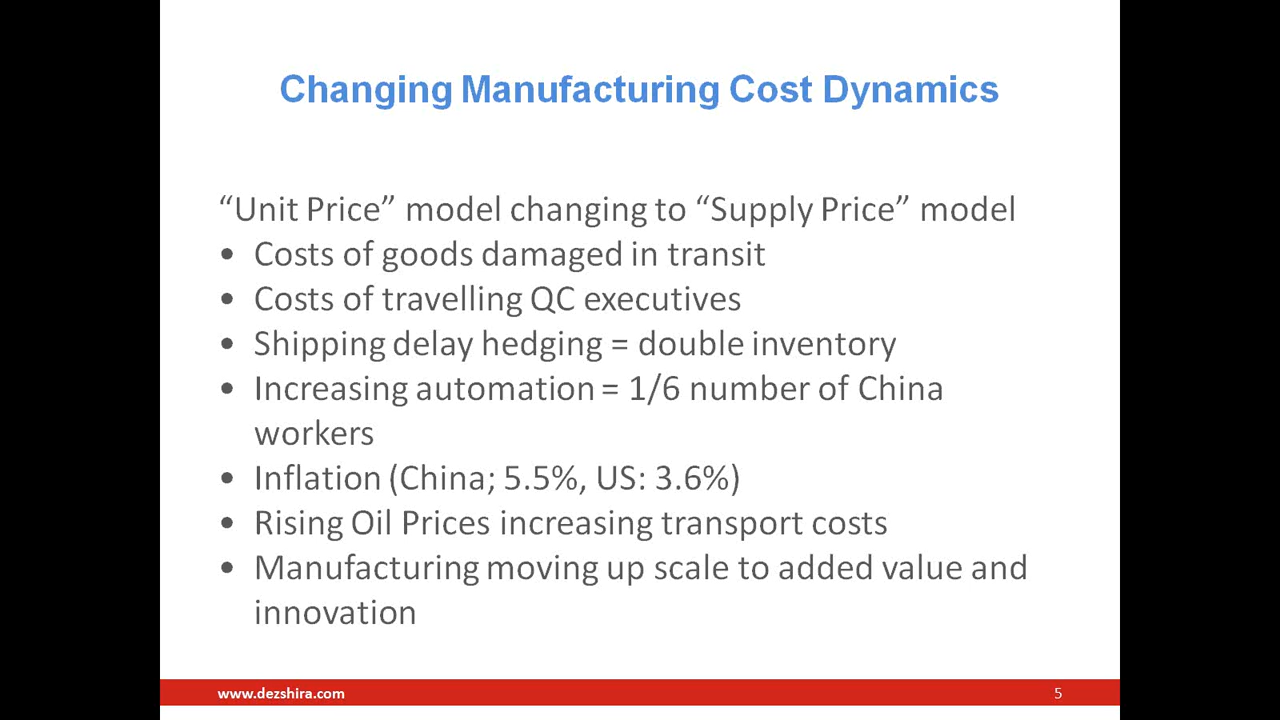 Changing Manufacturing Cost Dynamics
“Unit Price” model changing to “Supply Price” model
• Costs of goods damaged in transit
• Costs of travelling QC executives
• Shipping delay hedging = double inventory
• Increasing automation = 1/6 number of China
workers
• Inflation (China; 5.5%, US: 3.6%)
• Rising Oil Prices increasing transport costs
• Manufacturing moving up scale to added value and
innovation
www.dezshira.com
5